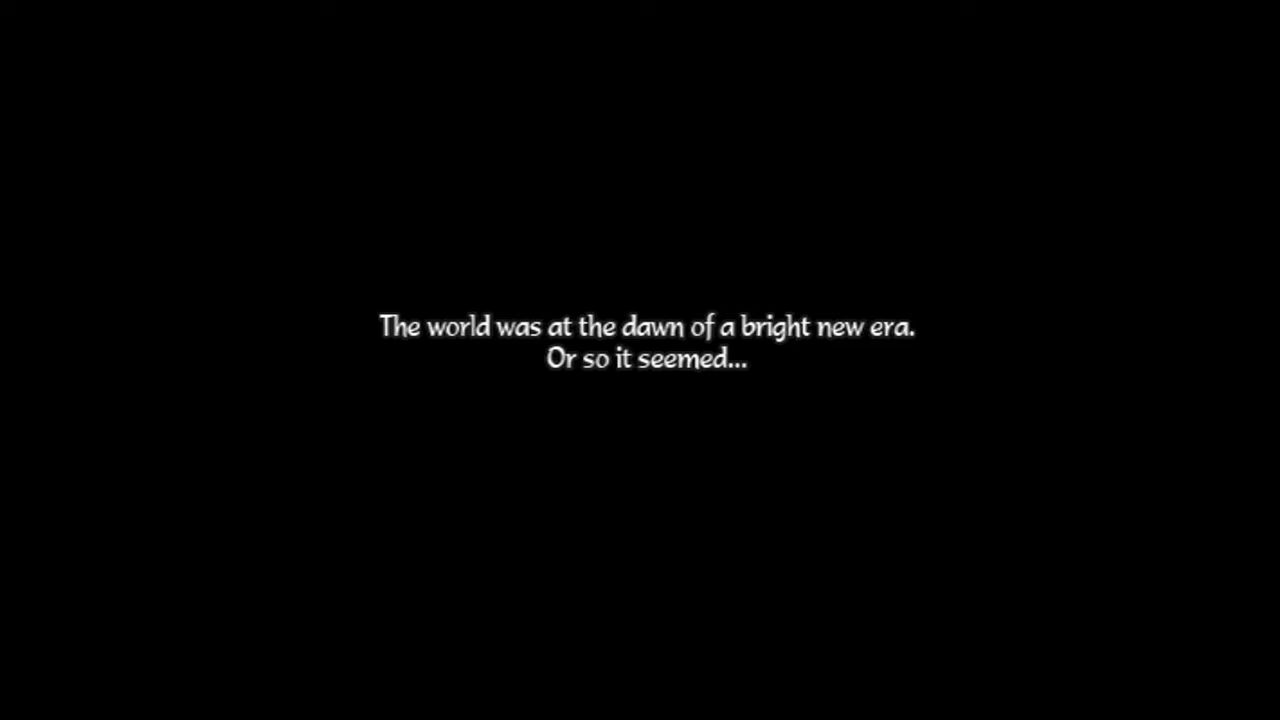 The world was at the dawn of a bright new era.
Or so it seemed...